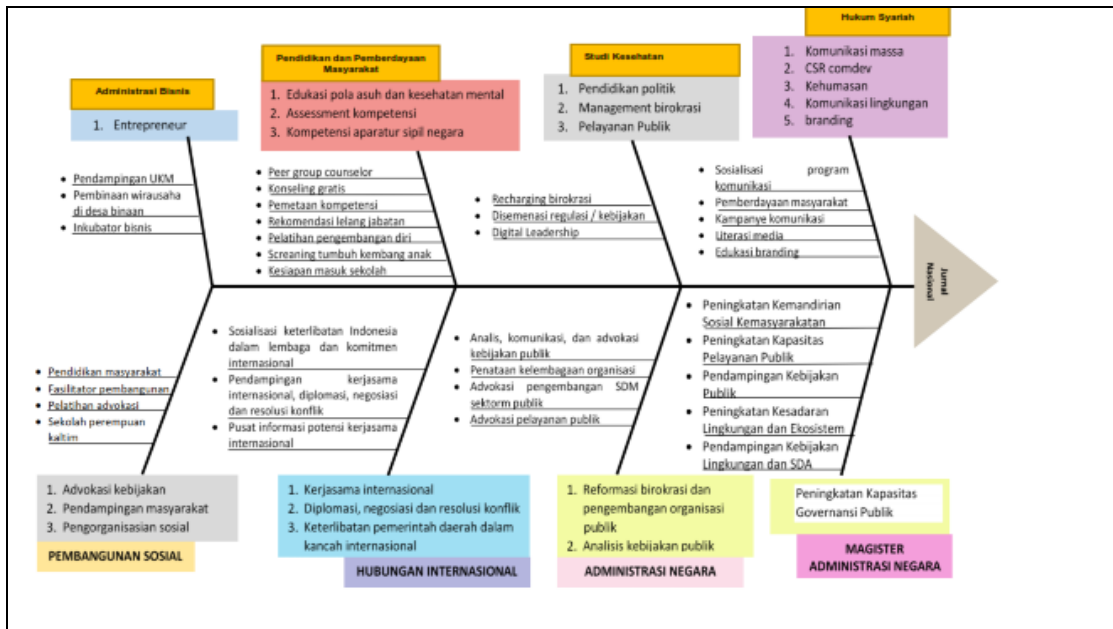 Hukum Syariah
1. Komunikasi massa
2. CSR comdev
3. Kehumasan
4. Komunikasi lingkungan
5. branding
Pendidikan dan Pemberdayaan
Masyarakat
1. Edukasi pola asuh dan kesehatan mental
2. Assessment kompetensi
3. Kompetensi aparatur sipil negara
Studi Kesehatan
1. Pendidikan politik
2. Management birokrasi
3. Pelayanan Publik
Administrasi Bisnis
1. Entrepreneur
• Pendampingan UKM
• Pembinaan wirausaha
di desa binaan
• Inkubator bisnis
• Peer group counselor
• Konseling gratis
• Pemetaan kompetensi
• Rekomendasi lelang jabatan
• Pelatihan pengembangan diri
• Screaning tumbuh kembang anak
• Kesiapan masuk sekolah
• Recharging birokrasi
• Disemenasi regulasi / kebijakan
• Digital Leadership
• Sosialisasi program
komunikasi
• Pemberdayaan masyarakat
• Kampanye komunikasi
• Literasi media
• Edukasi branding
Jurnal
Nasional
• Pendidikan masyarakat
• Fasilitator pembangunan
• Pelatihan advokasi
• Sekolah perempuan
kaltim
• Sosialisasi keterlibatan Indonesia
dalam lembaga dan komitmen
internasional
• Pendampingan kerjasama
internasional, diplomasi, negosiasi
dan resolusi konflik
• Pusat informasi potensi kerjasama
internasional
• Analis, komunikasi, dan advokasi
kebijakan publik
• Penataan kelembagaan organisasi
• Advokasi pengembangan SDM
sektorm publik
• Advokasi pelayanan publik
• Peningkatan Kemandirian
Sosial Kemasyarakatan
• Peningkatan Kapasitas
Pelayanan Publik
• Pendampingan Kebijakan
Publik
• Peningkatan Kesadaran
Lingkungan dan Ekosistem
• Pendampingan Kebijakan
Lingkungan dan SDA
1. Advokasi kebijakan
2. Pendampingan masyarakat
3. Pengorganisasian sosial
PEMBANGUNAN SOSIAL
1. Kerjasama internasional
2. Diplomasi, negosiasi dan resolusi konflik
3. Keterlibatan pemerintah daerah dalam
kancah internasional
HUBUNGAN INTERNASIONAL
1. Reformasi birokrasi dan
pengembangan organisasi
publik
2. Analisis kebijakan publik
ADMINISTRASI NEGARA
Peningkatan Kapasitas
Governansi Publik
MAGISTER
ADMINISTRASI NEGARA